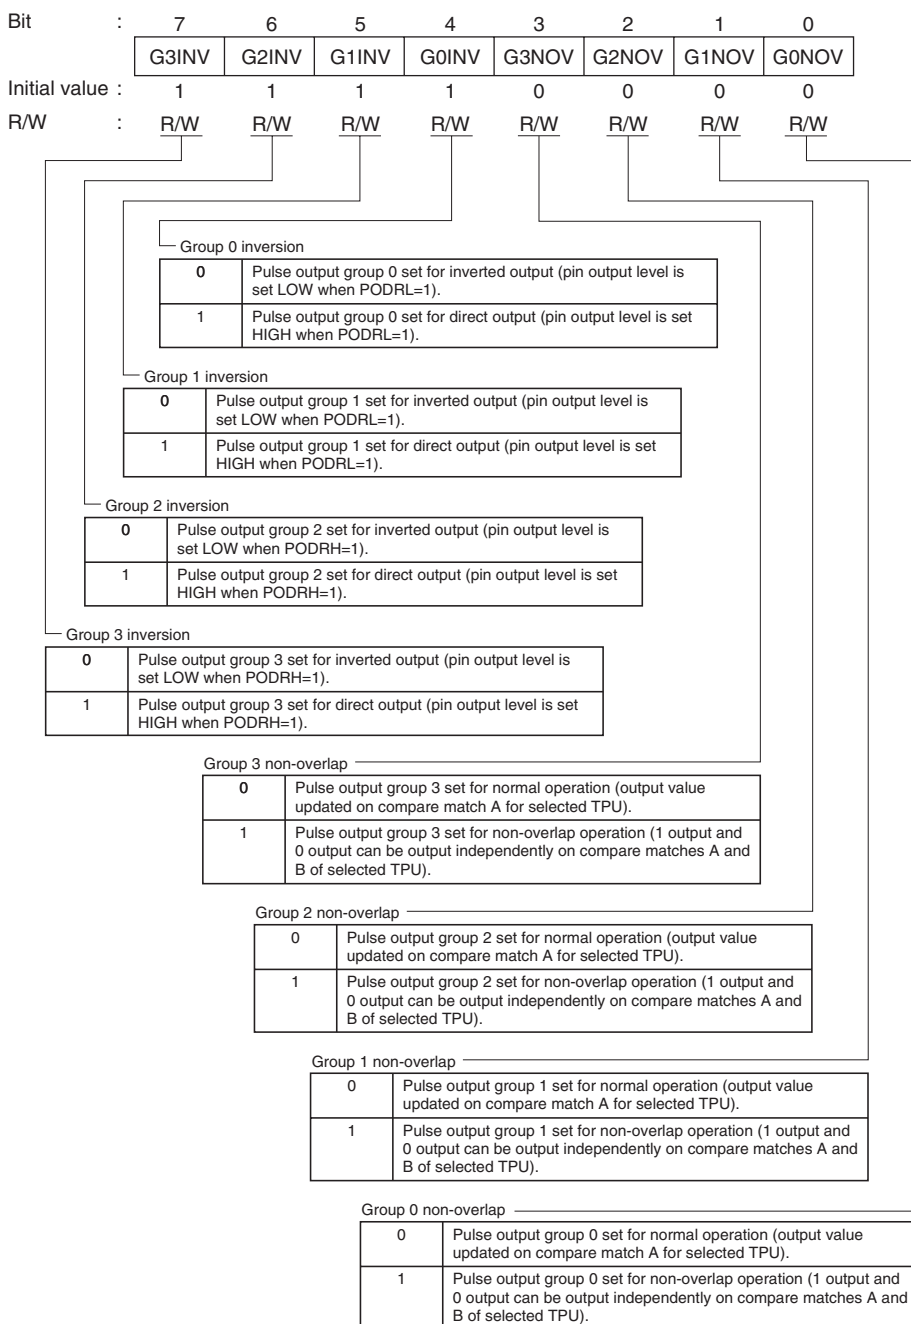 Bit : 7 6 5 4 3 2 1 0
G3INV G2INV G1INV G0INV G3NOV G2NOV G1NOV G0NOV
Initial value : 1 1 1 1 0 0 0 0
R/W : R/W R/W R/W R/W R/W R/W R/W R/W
Group 0 inversion
0 Pulse output group 0 set for inverted output (pin output level is
set LOW when PODRL=1).
1 Pulse output group 0 set for direct output (pin output level is set
HIGH when PODRL=1).
Group 1 inversion
0 Pulse output group 1 set for inverted output (pin output level is
set LOW when PODRL=1).
1 Pulse output group 1 set for direct output (pin output level is set
HIGH when PODRL=1).
Group 2 inversion
0 Pulse output group 2 set for inverted output (pin output level is
set LOW when PODRH=1).
1 Pulse output group 2 set for direct output (pin output level is set
HIGH when PODRH=1).
Group 3 inversion
0 Pulse output group 3 set for inverted output (pin output level is
set LOW when PODRH=1).
1 Pulse output group 3 set for direct output (pin output level is set
HIGH when PODRH=1).
Group 3 non-overlap
0 Pulse output group 3 set for normal operation (output value
updated on compare match A for selected TPU).
1 Pulse output group 3 set for non-overlap operation (1 output and
0 output can be output independently on compare matches A and
B of selected TPU).
Group 2 non-overlap
0 Pulse output group 2 set for normal operation (output value
updated on compare match A for selected TPU).
1 Pulse output group 2 set for non-overlap operation (1 output and
0 output can be output independently on compare matches A and
B of selected TPU).
Group 1 non-overlap
0 Pulse output group 1 set for normal operation (output value
updated on compare match A for selected TPU).
1 Pulse output group 1 set for non-overlap operation (1 output and
0 output can be output independently on compare matches A and
B of selected TPU).
Group 0 non-overlap
0 Pulse output group 0 set for normal operation (output value
updated on compare match A for selected TPU).
1 Pulse output group 0 set for non-overlap operation (1 output and
0 output can be output independently on compare matches A and
B of selected TPU).